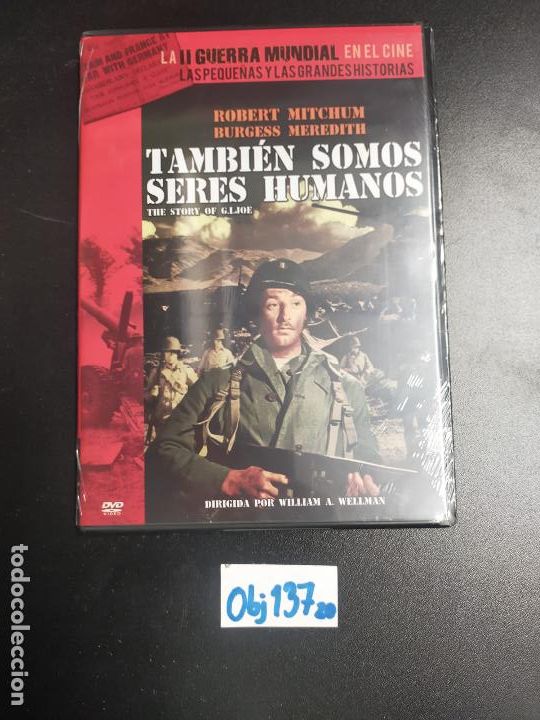 LA II GUERRA MUNDIAL EN EL CINE
LAS PEQUEÑAS Y LAS GRANDES HISTORIAS
ROBERT MITCHUM
BURGESS MEREDITH
TAMBIÉN SOMOS
SERES HUMANOS
THE STORY OF G.I.JOE
DIRIGIDA POR WILLIAM A. WELLMAN
DVD
VIDEO
Obj 137 20
todocoleccion